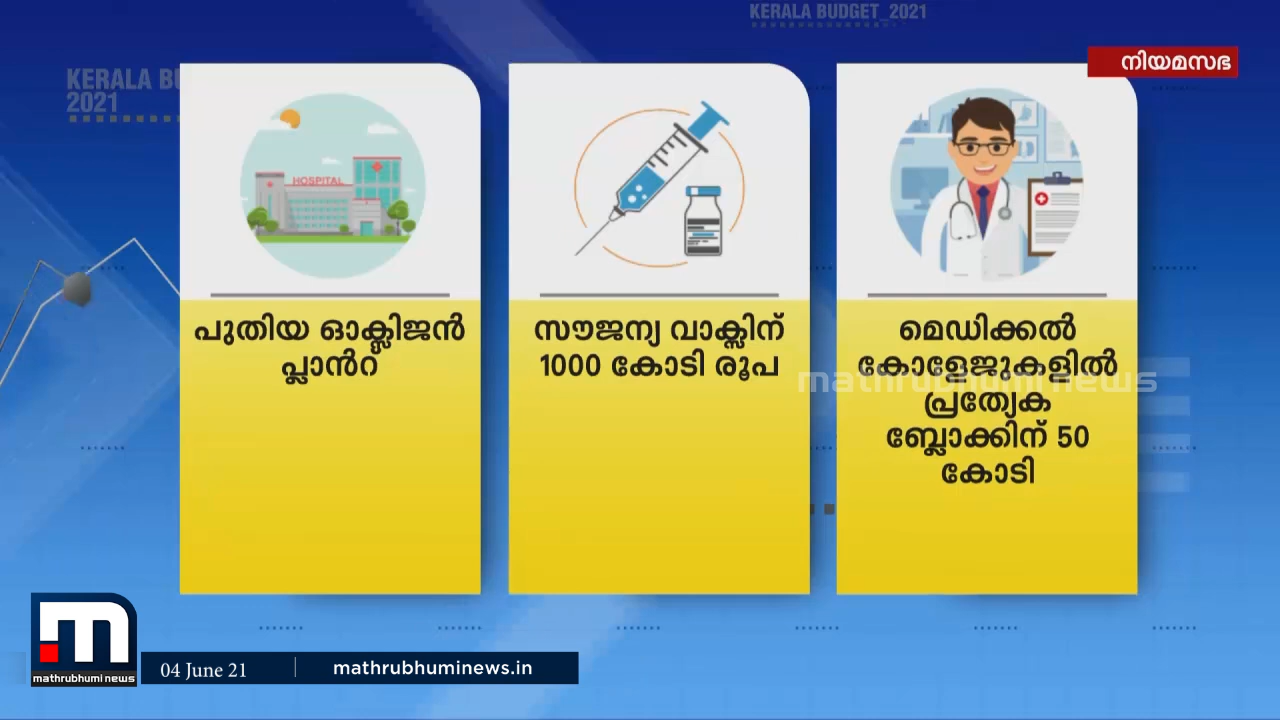 KERALA BUDGET_2021
നിയമസഭ
KERALA BU
2021
HOSPITAL
പുതിയ ഓക്സിജൻ
പ്ലാൻറ്
സൗജന്യ വാക്സിന്
1000 കോടി രൂപ
മെഡിക്കൽ
കോളേജുകളിൽ
പ്രത്യേക
ബ്ലോക്കിന് 50
കോടി
mathrubhumi news
mathrubhumi news
04 June 21
mathrubhuminews.in